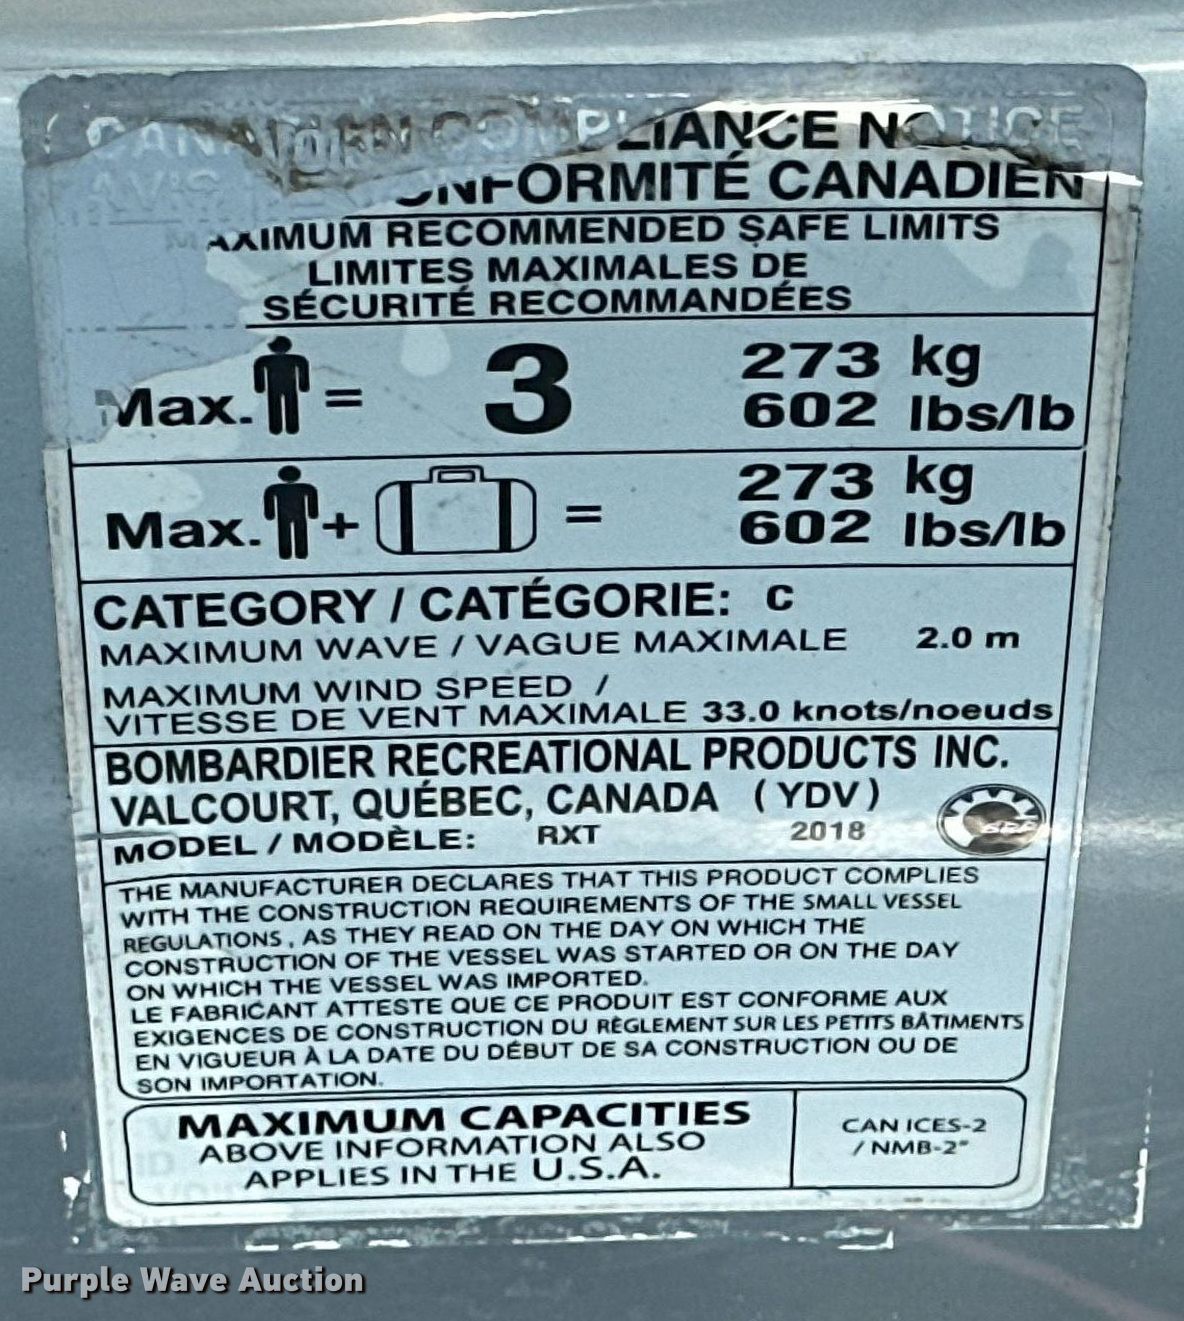 CANADIEN COMPLIANCE NOTICE
AVIS CONFORMITÉ CANADIEN
MAXIMUM RECOMMENDED SAFE LIMITS
LIMITES MAXIMALES DE
SÉCURITÉ RECOMMANDÉES
Max. = 3 273 kg
602 lbs/lb
Max. + = 273 kg
602 lbs/lb
CATEGORY / CATÉGORIE: C
MAXIMUM WAVE / VAGUE MAXIMALE 2.0 m
MAXIMUM WIND SPEED /
VITESSE DE VENT MAXIMALE 33.0 knots/noeuds
BOMBARDIER RECREATIONAL PRODUCTS INC.
VALCOURT, QUÉBEC, CANADA (YDV)
MODEL / MODÈLE: RXT 2018
BRP
THE MANUFACTURER DECLARES THAT THIS PRODUCT COMPLIES
WITH THE CONSTRUCTION REQUIREMENTS OF THE SMALL VESSEL
REGULATIONS, AS THEY READ ON THE DAY ON WHICH THE
CONSTRUCTION OF THE VESSEL WAS STARTED OR ON THE DAY
ON WHICH THE VESSEL WAS IMPORTED.
LE FABRICANT ATTESTE QUE CE PRODUIT EST CONFORME AUX
EXIGENCES DE CONSTRUCTION DU RÈGLEMENT SUR LES PETITS BÂTIMENTS
EN VIGUEUR À LA DATE DU DÉBUT DE SA CONSTRUCTION OU DE
SON IMPORTATION.
MAXIMUM CAPACITIES
ABOVE INFORMATION ALSO
APPLIES IN THE U.S.A.
CAN ICES-2
/ NMB-2"
Purple Wave Auction